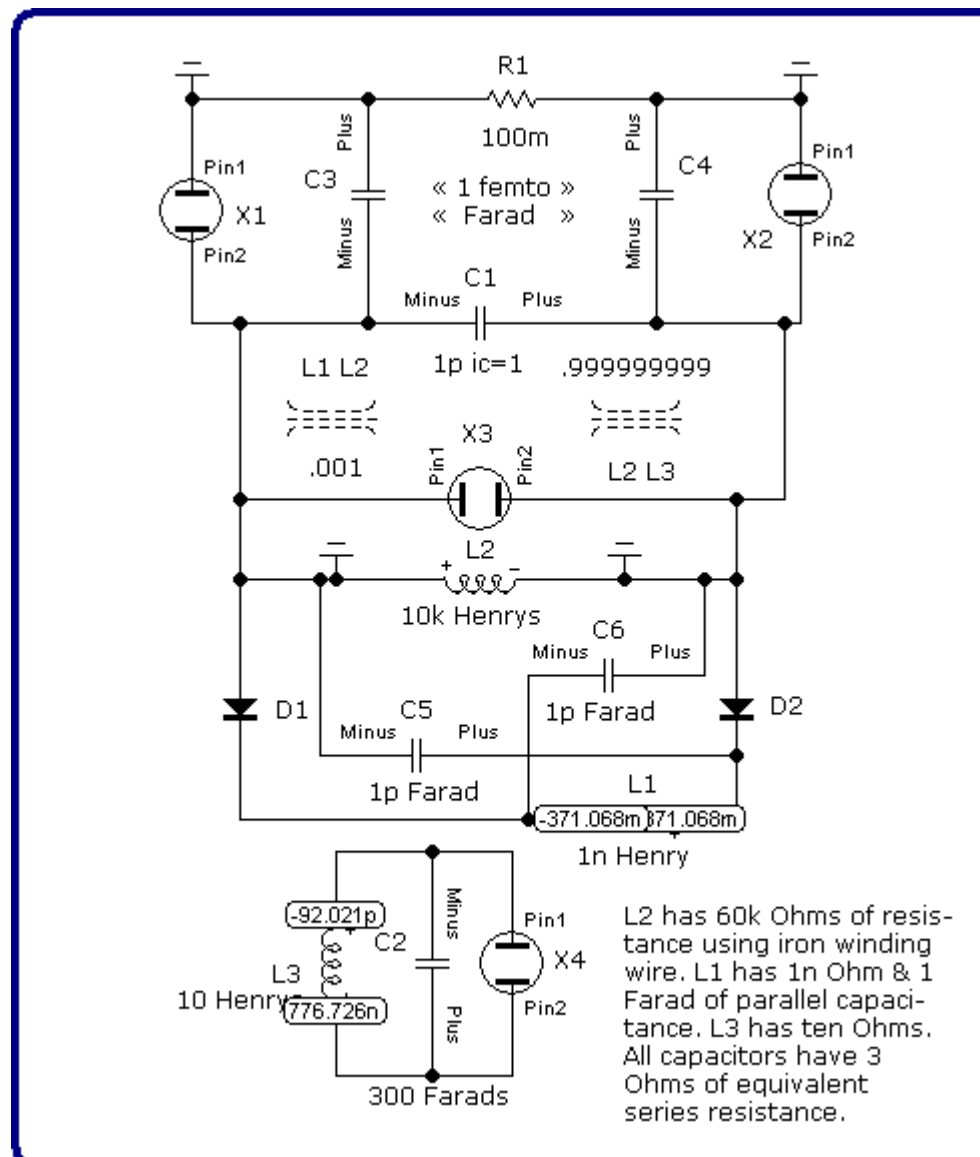 R1
100m
Plus
Plus
Pin1
Pin1
C3
C4
« 1 femto »
« Farad »
X1
X2
Pin2
Pin2
Minus
Minus
C1
Minus
Plus
1p ic=1
L1 L2
.999999999
X3
.001
Pin1
Pin2
L2 L3
L2
+
-
10k Henrys
C6
Minus
Plus
D1
1p Farad
D2
C5
Minus
Plus
1p Farad
L1
-371.068m
371.068m
1n Henry
-92.021p
Minus
C2
Pin1
X4
L3
10 Henrys
776.726n
Plus
Pin2
300 Farads
L2 has 60k Ohms of resis-
tance using iron winding
wire. L1 has 1n Ohm & 1
Farad of parallel capaci-
tance. L3 has ten Ohms.
All capacitors have 3
Ohms of equivalent
series resistance.